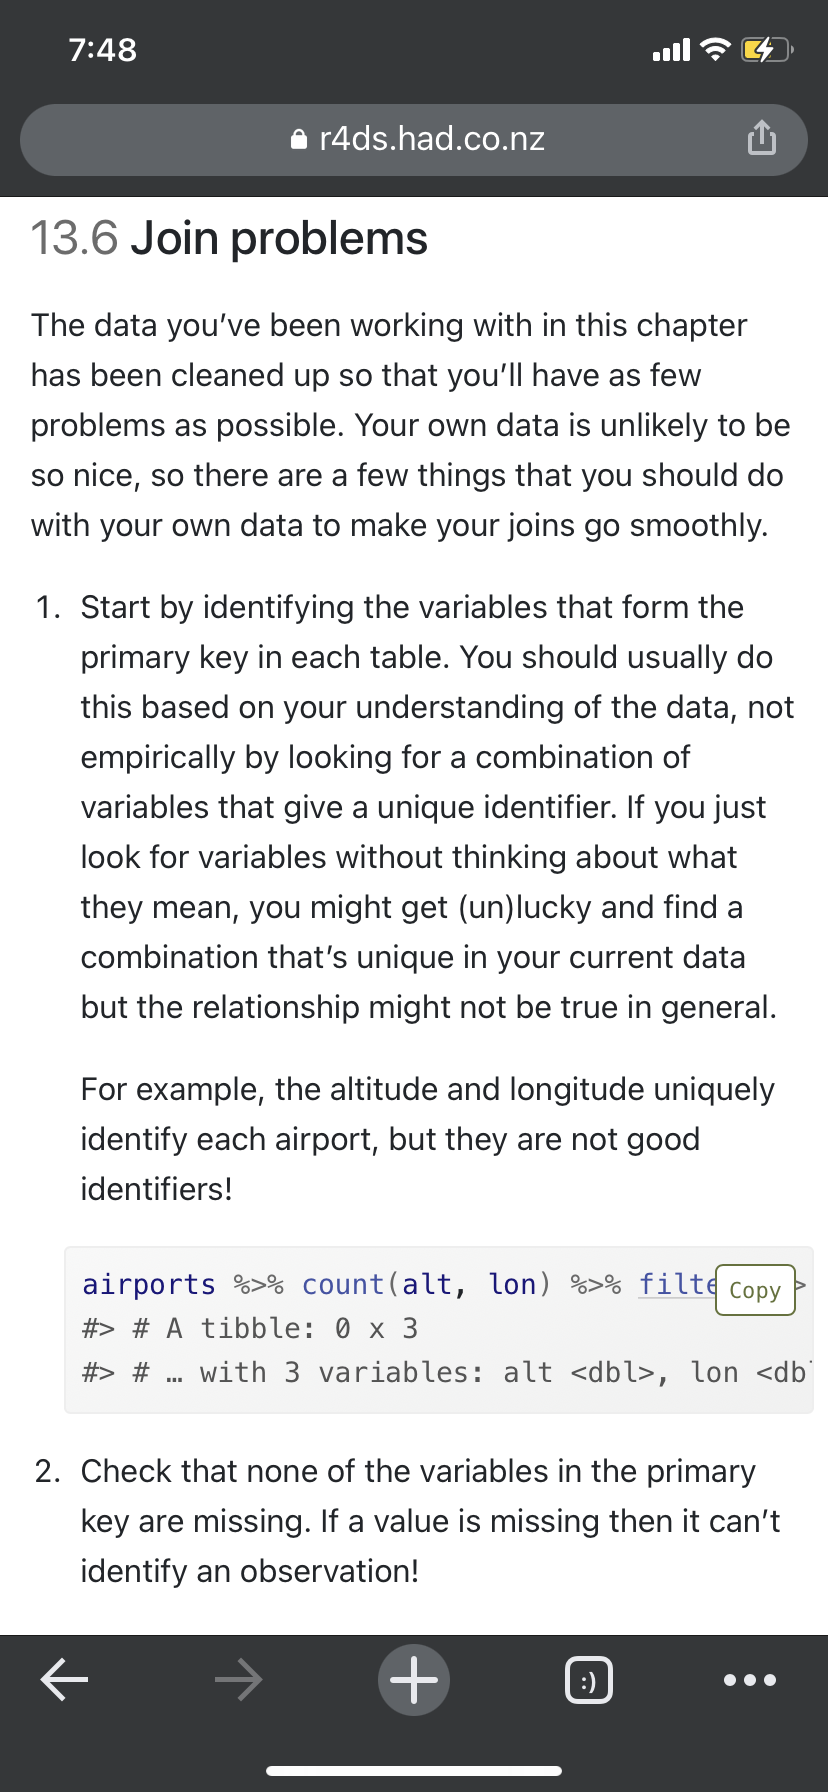 7:48
r4ds.had.co.nz
13.6 Join problems
The data you’ve been working with in this chapter
has been cleaned up so that you’ll have as few
problems as possible. Your own data is unlikely to be
so nice, so there are a few things that you should do
with your own data to make your joins go smoothly.
1. Start by identifying the variables that form the
primary key in each table. You should usually do
this based on your understanding of the data, not
empirically by looking for a combination of
variables that give a unique identifier. If you just
look for variables without thinking about what
they mean, you might get (un)lucky and find a
combination that’s unique in your current data
but the relationship might not be true in general.
For example, the altitude and longitude uniquely
identify each airport, but they are not good
identifiers!
airports %>% count(alt, lon) %>% filte
Copy
>
#> # A tibble: 0 x 3
#> # … with 3 variables: alt <dbl>, lon <db
2. Check that none of the variables in the primary
key are missing. If a value is missing then it can’t
identify an observation!
:)